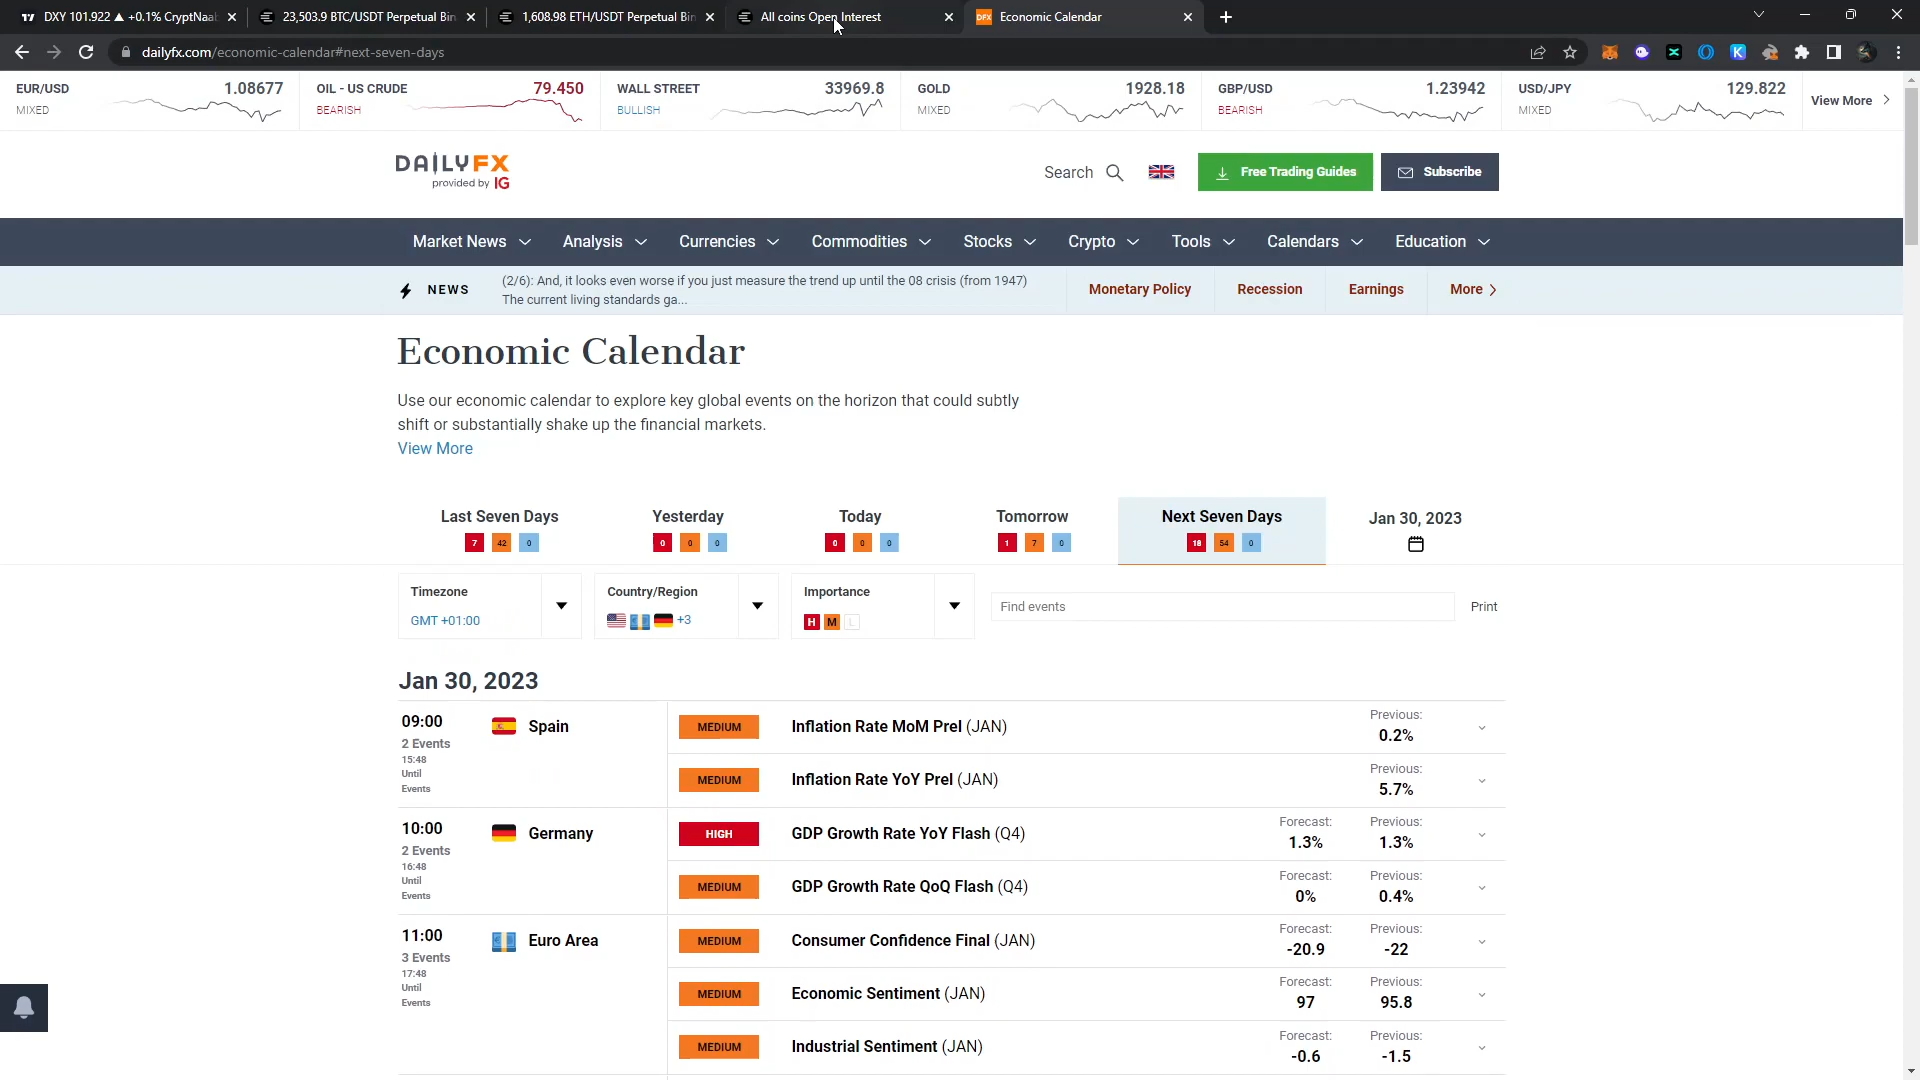 DXY 101.922 ▲ +0.1% CryptNaab
23,503.9 BTC/USDT Perpetual Bin
1,608.98 ETH/USDT Perpetual Bin
All coins Open Interest
Economic Calendar
dailyfx.com/economic-calendar#next-seven-days
EUR/USD 1.08677
MIXED
OIL - US CRUDE 79.450
BEARISH
WALL STREET 33969.8
BULLISH
GOLD 1928.18
MIXED
GBP/USD 1.23942
BEARISH
USD/JPY 129.822
MIXED
View More
DAILYFX
provided by IG
Search
Free Trading Guides
Subscribe
Market News Analysis Currencies Commodities Stocks Crypto Tools Calendars Education
NEWS
(2/6): And, it looks even worse if you just measure the trend up until the 08 crisis (from 1947)
The current living standards ga...
Monetary Policy Recession Earnings More
Economic Calendar
Use our economic calendar to explore key global events on the horizon that could subtly
shift or substantially shake up the financial markets.
View More
Last Seven Days
7 42 0
Yesterday
0 0 0
Today
0 0 0
Tomorrow
1 7 0
Next Seven Days
18 54 0
Jan 30, 2023
Timezone
GMT +01:00
Country/Region
+3
Importance
H M L
Find events
Print
Jan 30, 2023
09:00
2 Events
15:48
Until
Events
Spain
MEDIUM Inflation Rate MoM Prel (JAN)
Previous:
0.2%
MEDIUM Inflation Rate YoY Prel (JAN)
Previous:
5.7%
10:00
2 Events
16:48
Until
Events
Germany
HIGH GDP Growth Rate YoY Flash (Q4)
Forecast: Previous:
1.3% 1.3%
MEDIUM GDP Growth Rate QoQ Flash (Q4)
Forecast: Previous:
0% 0.4%
11:00
3 Events
17:48
Until
Events
Euro Area
MEDIUM Consumer Confidence Final (JAN)
Forecast: Previous:
-20.9 -22
MEDIUM Economic Sentiment (JAN)
Forecast: Previous:
97 95.8
MEDIUM Industrial Sentiment (JAN)
Forecast: Previous:
-0.6 -1.5